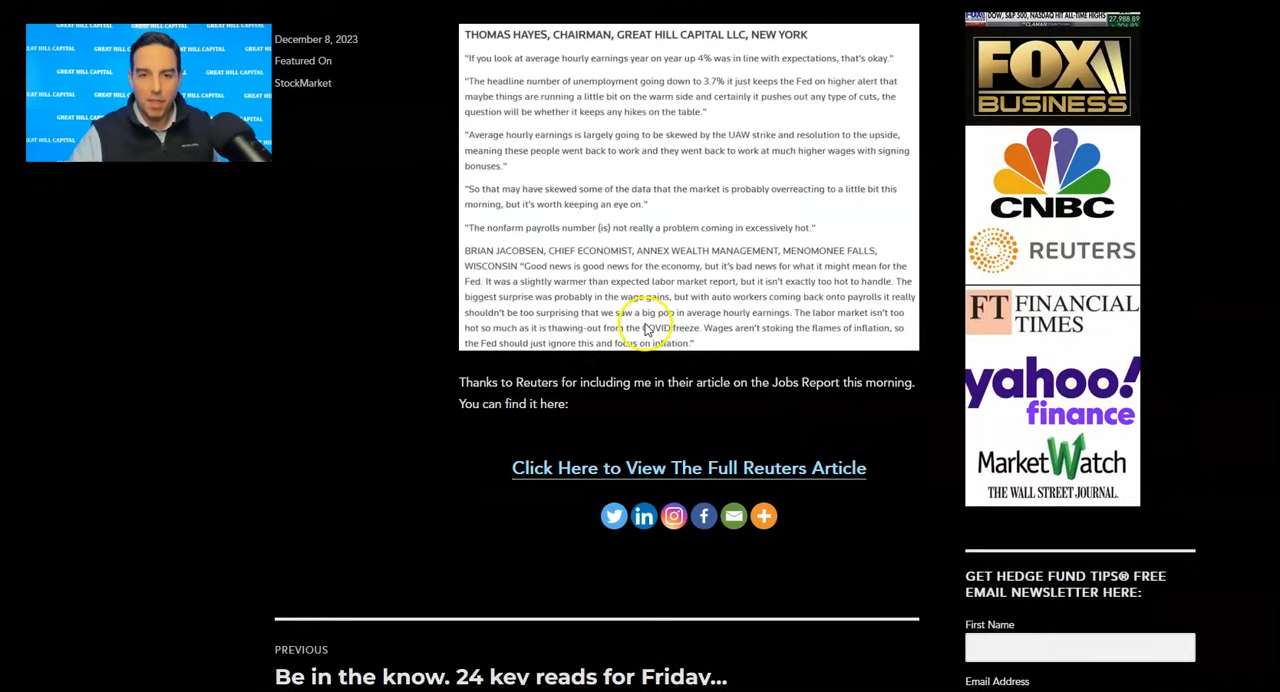 GREAT HILL CAPITAL
December 8, 2023
Featured On
StockMarket
THOMAS HAYES, CHAIRMAN, GREAT HILL CAPITAL LLC, NEW YORK
"If you look at average hourly earnings year on year up 4% was in line with expectations, that's okay."
"The headline number of unemployment going down to 3.7% it just keeps the Fed on higher alert that
maybe things are running a little bit on the warm side and certainly it pushes out any type of cuts, the
question will be whether it keeps any hikes on the table."
"Average hourly earnings is largely going to be skewed by the UAW strike and resolution to the upside,
meaning these people went back to work and they went back to work at much higher wages with signing
bonuses."
"So that may have skewed some of the data that the market is probably overreacting to a little bit this
morning, but it's worth keeping an eye on."
"The nonfarm payrolls number (is) not really a problem coming in excessively hot."
BRIAN JACOBSEN, CHIEF ECONOMIST, ANNEX WEALTH MANAGEMENT, MENOMONEE FALLS,
WISCONSIN “Good news is good news for the economy, but it's bad news for what it might mean for the
Fed. It was a slightly warmer than expected labor market report, but it isn't exactly too hot to handle. The
biggest surprise was probably in the wage gains, but with auto workers coming back onto payrolls it really
shouldn't be too surprising that we saw a big pop in average hourly earnings. The labor market isn't too
hot so much as it is thawing-out from the COVID freeze. Wages aren't stoking the flames of inflation, so
the Fed should just ignore this and focus on inflation.”
Thanks to Reuters for including me in their article on the Jobs Report this morning.
You can find it here:
Click Here to View The Full Reuters Article
PREVIOUS
Be in the know. 24 key reads for Friday…
DOW, S&P 500, NASDAQ HIT ALL-TIME HIGHS
27,988.89
CLAMAN
FOX
BUSINESS
CNBC
REUTERS
FT FINANCIAL
TIMES
yahoo!
finance
MarketWatch
THE WALL STREET JOURNAL.
GET HEDGE FUND TIPS® FREE
EMAIL NEWSLETTER HERE:
First Name
Email Address